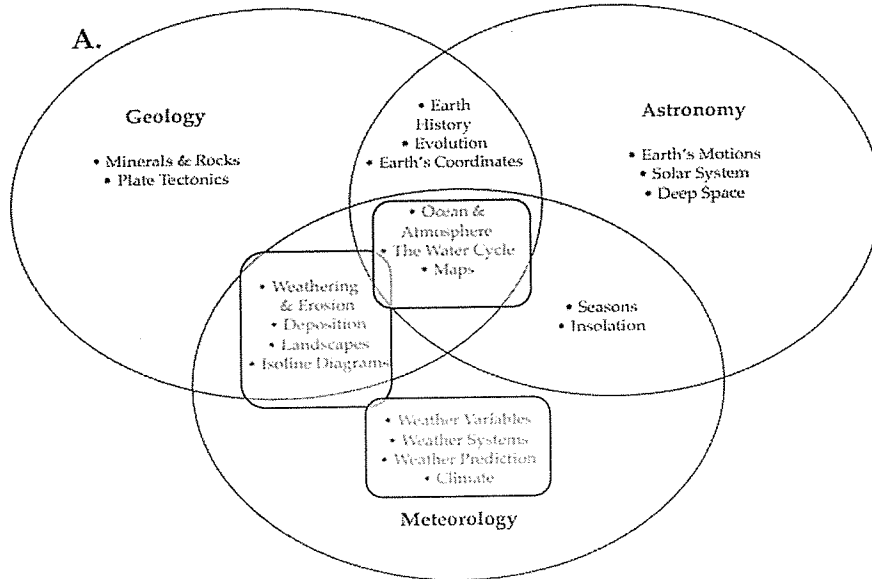 A.
Geology
• Minerals & Rocks
• Plate Tectonics
• Earth
History
• Evolution
• Earth's Coordinates
Astronomy
• Earth's Motions
• Solar System
• Deep Space
• Ocean &
Atmosphere
• The Water Cycle
• Maps
• Weathering
& Erosion
• Deposition
• Landscapes
• Isoline Diagrams
• Seasons
• Insolation
• Weather Variables
• Weather Systems
• Weather Prediction
• Climate
Meteorology